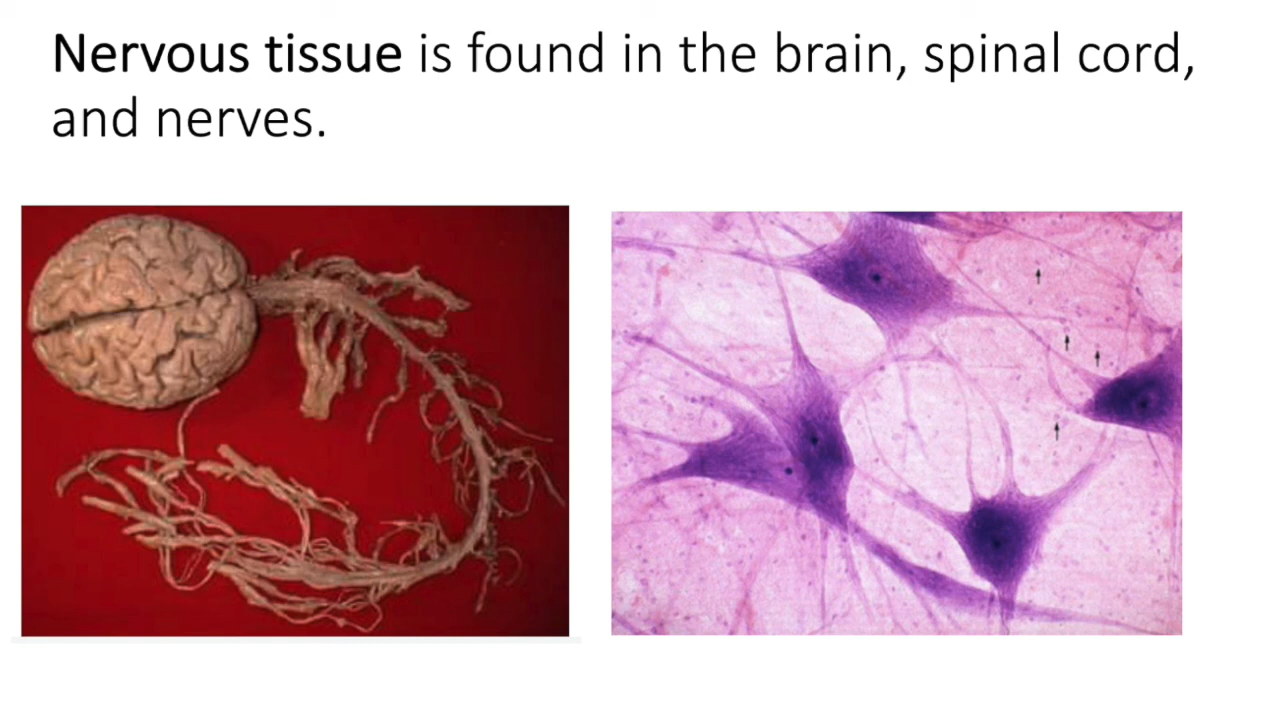 Nervous tissue is found in the brain, spinal cord,
and nerves.